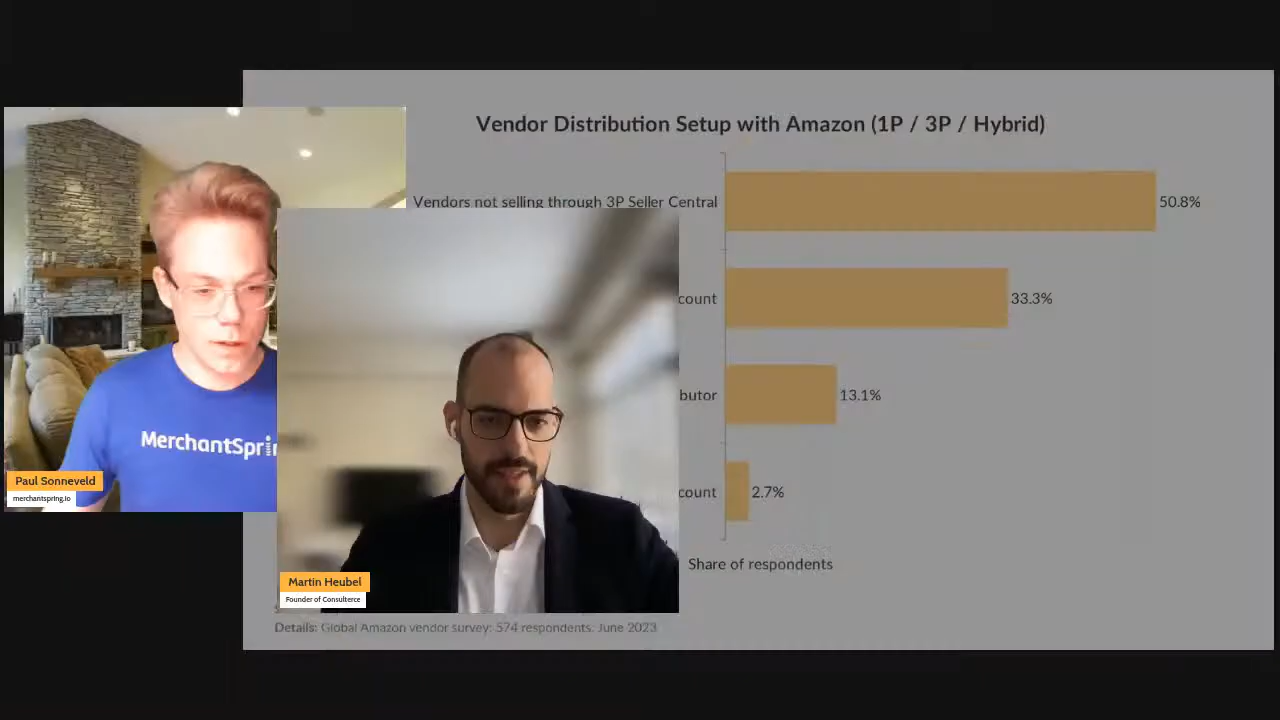 Vendor Distribution Setup with Amazon (1P / 3P / Hybrid)
Vendors not selling through 3P Seller Central
50.8%
count
33.3%
butor
13.1%
count
2.7%
Share of respondents
MerchantSpri
Paul Sonneveld
merchantspring.io
Martin Heubel
Founder of Consulterce
Details: Global Amazon vendor survey: 574 respondents. June 2023